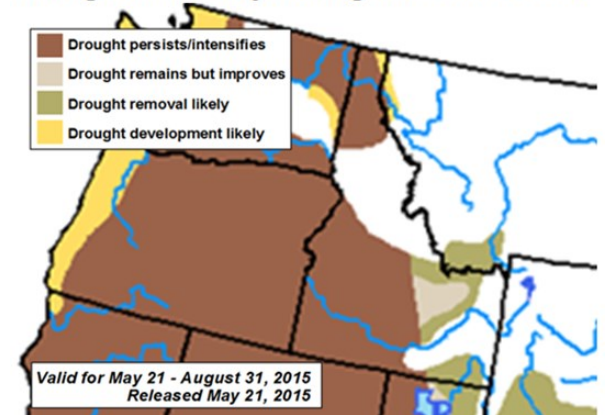 Drought persists/intensifies
Drought remains but improves
Drought removal likely
Drought development likely
Valid for May 21 - August 31, 2015
Released May 21, 2015